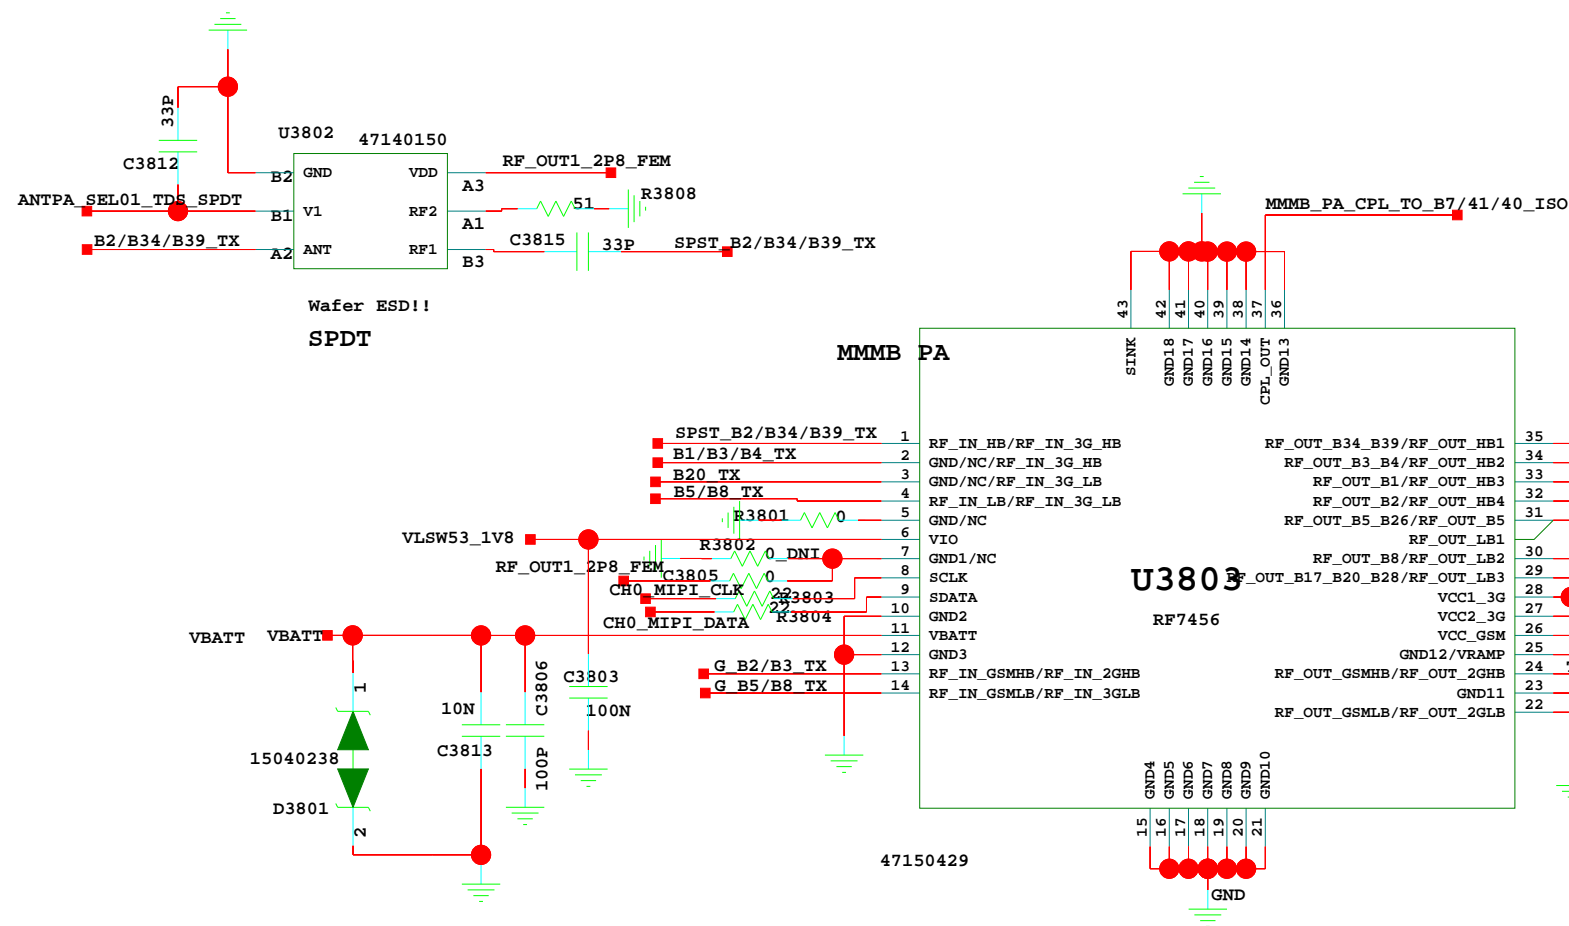 33P
C3812
U3802
47140150
B2
GND
VDD
A3
RF_OUT1_2P8_FEM
ANTPA_SEL01_TDS_SPDT
B1
V1
RF2
A1
51
R3808
B2/B34/B39_TX
A2
ANT
RF1
B3
C3815
33P
SPST_B2/B34/B39_TX
Wafer ESD!!
SPDT
MMMB_PA_CPL_TO_B7/41/40_ISO
43
42
41
40
39
38
37
36
SINK
GND18
GND17
GND16
GND15
GND14
CPL_OUT
GND13
MMMB PA
SPST_B2/B34/B39_TX
1
RF_IN_HB/RF_IN_3G_HB
RF_OUT_B34_B39/RF_OUT_HB1
35
B1/B3/B4_TX
2
GND/NC/RF_IN_3G_HB
RF_OUT_B3_B4/RF_OUT_HB2
34
B20_TX
3
GND/NC/RF_IN_3G_LB
RF_OUT_B1/RF_OUT_HB3
33
B5/B8_TX
4
RF_IN_LB/RF_IN_3G_LB
RF_OUT_B2/RF_OUT_HB4
32
R3801
0
5
GND/NC
RF_OUT_B5_B26/RF_OUT_B5
31
VLSW53_1V8
6
VIO
RF_OUT_LB1
R3802
0_DNI
7
GND1/NC
RF_OUT_B8/RF_OUT_LB2
30
RF_OUT1_2P8_FEM
C3805
0
8
SCLK
U3803
RF_OUT_B17_B20_B28/RF_OUT_LB3
29
CH0_MIPI_CLK
22
R3803
9
SDATA
VCC1_3G
28
CH0_MIPI_DATA
22
R3804
10
GND2
RF7456
VCC2_3G
27
VBATT
VBATT
11
VBATT
VCC_GSM
26
12
GND3
GND12/VRAMP
25
G_B2/B3_TX
13
RF_IN_GSMHB/RF_IN_2GHB
RF_OUT_GSMHB/RF_OUT_2GHB
24
G_B5/B8_TX
14
RF_IN_GSMLB/RF_IN_3GLB
GND11
23
RF_OUT_GSMLB/RF_OUT_2GLB
22
1
10N
C3813
C3806
100P
C3803
100N
15040238
D3801
2
GND4
GND5
GND6
GND7
GND8
GND9
GND10
15
16
17
18
19
20
21
47150429
GND